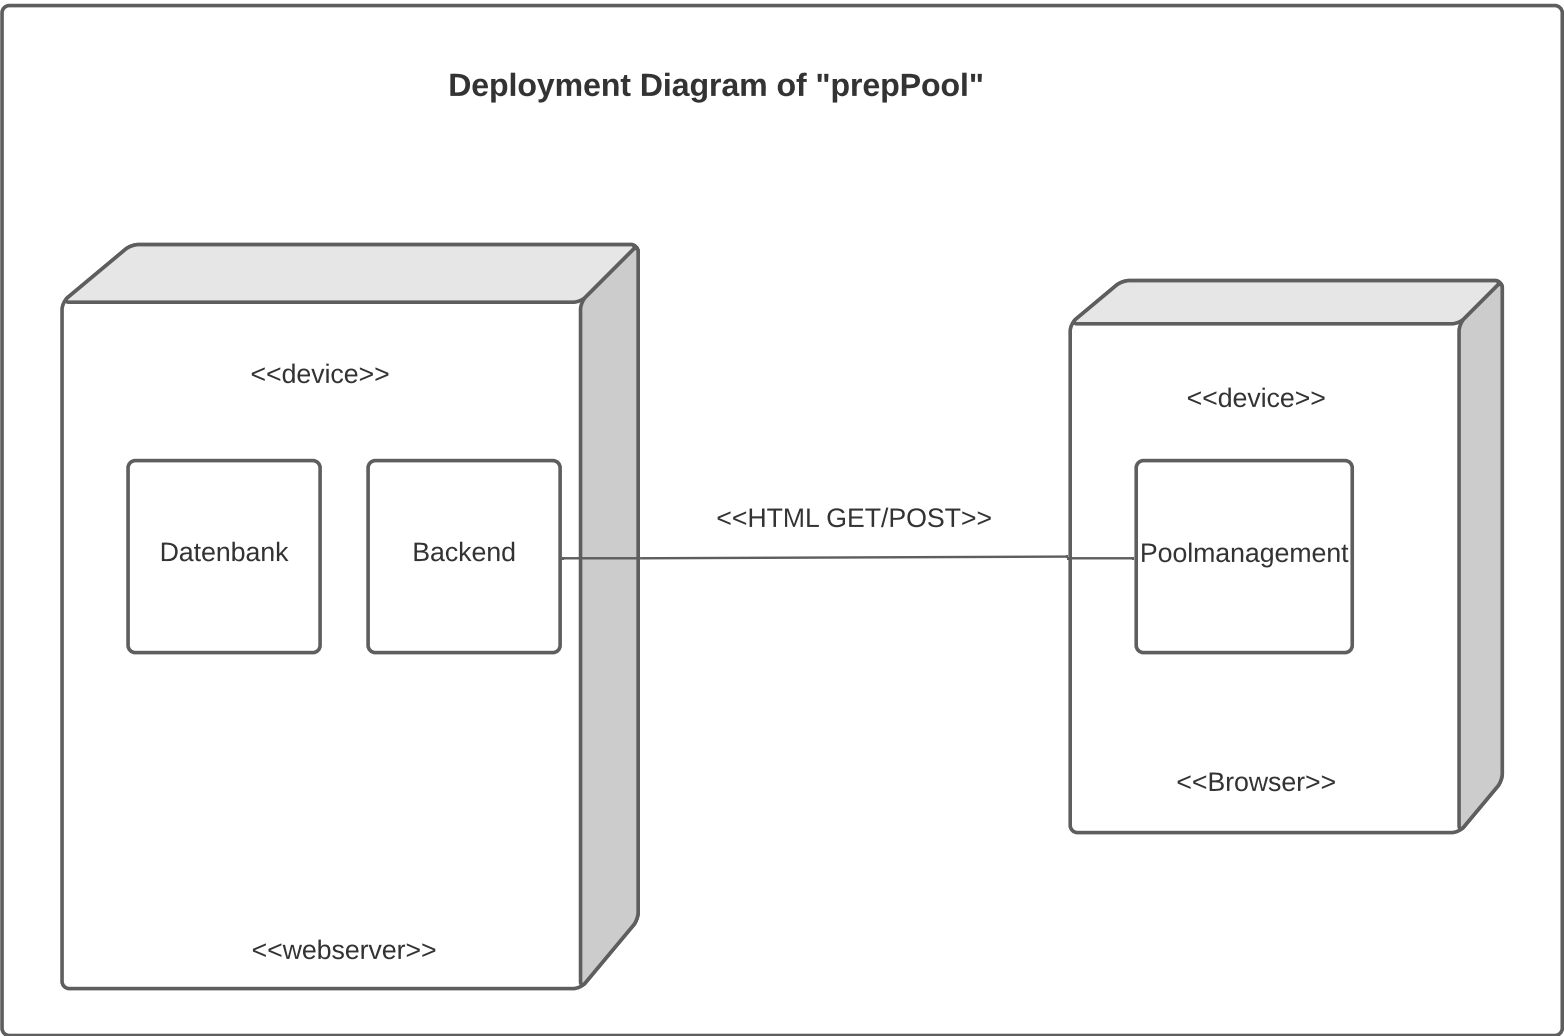 Deployment Diagram of "prepPool"
<<device>>
Datenbank
Backend
<<webserver>>
<<HTML GET/POST>>
<<device>>
Poolmanagement
<<Browser>>